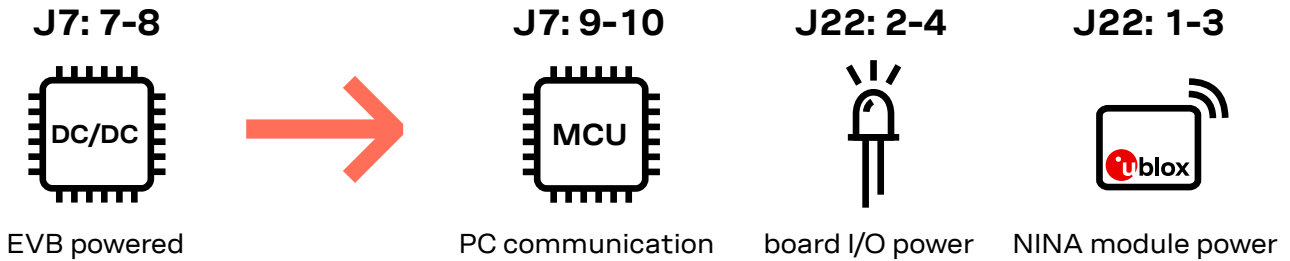 J7: 7-8 J7: 9-10 J22: 2-4 J22: 1-3
DC/DC MCU ublox
EVB powered PC communication board I/O power NINA module power